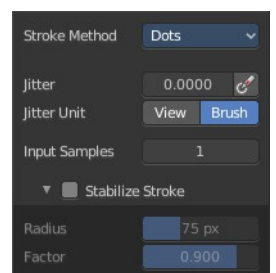 Stroke Method Dots
Jitter 0.0000
Jitter Unit View Brush
Input Samples 1
Stabilize Stroke
Radius 75 px
Factor 0.900